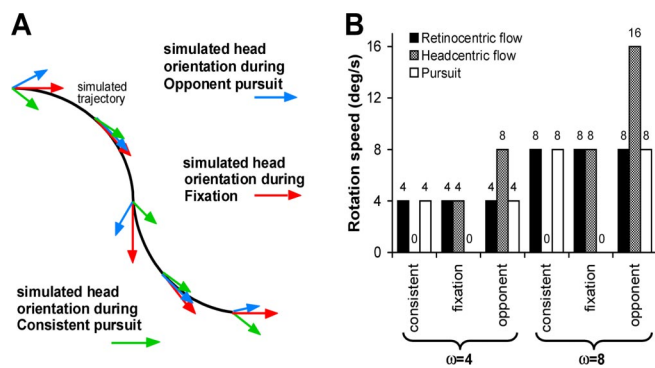 A
simulated head
orientation during
Opponent pursuit
simulated
trajectory
simulated head
orientation during
Fixation
simulated head
orientation during
Consistent pursuit
B
Retinocentric flow
Headcentric flow
Pursuit
Rotation speed (deg/s)
16
12
8
4
0
4 0 4
4 4 0
4 8 4
8 0 8
8 8 0
8 16 8
consistent
fixation
opponent
consistent
fixation
opponent
ω=4
ω=8